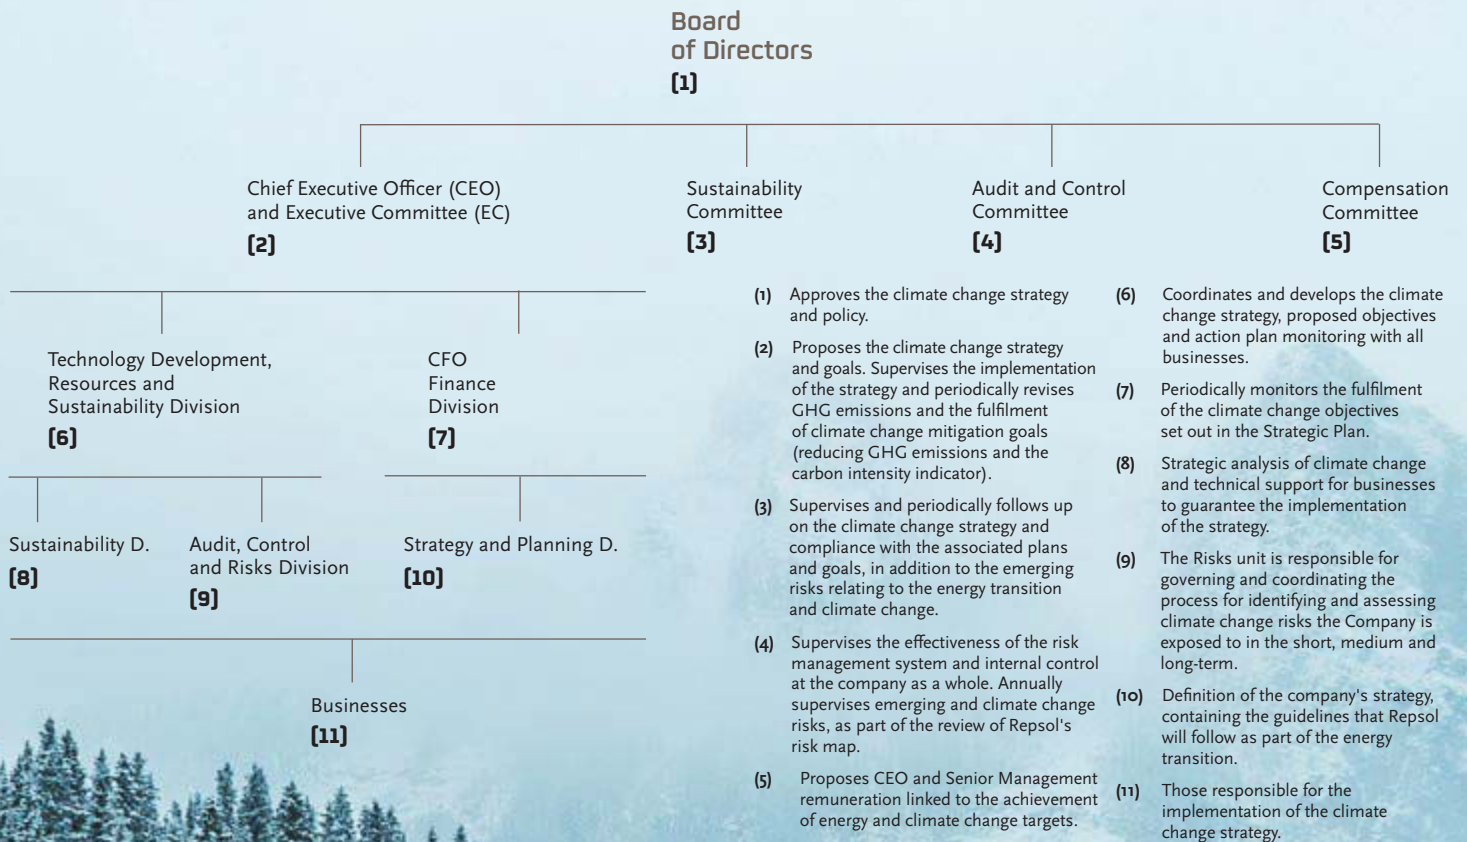 Board
of Directors
(1)
Chief Executive Officer (CEO)
and Executive Committee (EC)
(2)
Sustainability
Committee
(3)
Audit and Control
Committee
(4)
Compensation
Committee
(5)
Technology Development,
Resources and
Sustainability Division
(6)
CFO
Finance
Division
(7)
Sustainability D.
(8)
Audit, Control
and Risks Division
(9)
Strategy and Planning D.
(10)
Businesses
(11)
(1) Approves the climate change strategy
and policy.
(2) Proposes the climate change strategy
and goals. Supervises the implementation
of the strategy and periodically revises
GHG emissions and the fulfilment
of climate change mitigation goals
(reducing GHG emissions and the
carbon intensity indicator).
(3) Supervises and periodically follows up
on the climate change strategy and
compliance with the associated plans
and goals, in addition to the emerging
risks relating to the energy transition
and climate change.
(4) Supervises the effectiveness of the risk
management system and internal control
at the company as a whole. Annually
supervises emerging and climate change
risks, as part of the review of Repsol's
risk map.
(5) Proposes CEO and Senior Management
remuneration linked to the achievement
of energy and climate change targets.
(6) Coordinates and develops the climate
change strategy, proposed objectives
and action plan monitoring with all
businesses.
(7) Periodically monitors the fulfilment
of the climate change objectives
set out in the Strategic Plan.
(8) Strategic analysis of climate change
and technical support for businesses
to guarantee the implementation
of the strategy.
(9) The Risks unit is responsible for
governing and coordinating the
process for identifying and assessing
climate change risks the Company is
exposed to in the short, medium and
long-term.
(10) Definition of the company's strategy,
containing the guidelines that Repsol
will follow as part of the energy
transition.
(11) Those responsible for the
implementation of the climate
change strategy.